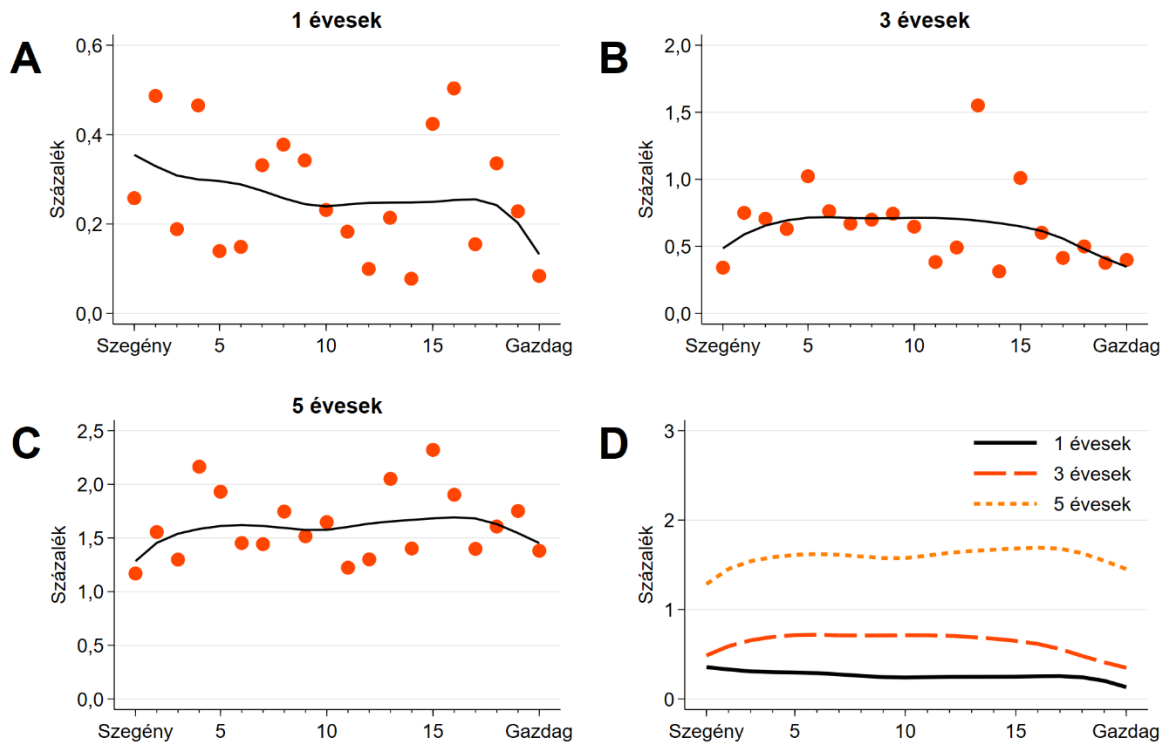 A
1 évesek
Százalék
0,6
0,4
0,2
0,0
Szegény 5 10 15 Gazdag
B
3 évesek
Százalék
2,0
1,5
1,0
0,5
0,0
Szegény 5 10 15 Gazdag
C
5 évesek
Százalék
2,5
2,0
1,5
1,0
0,5
0,0
Szegény 5 10 15 Gazdag
D
1 évesek
3 évesek
5 évesek
Százalék
3
2
1
0
Szegény 5 10 15 Gazdag